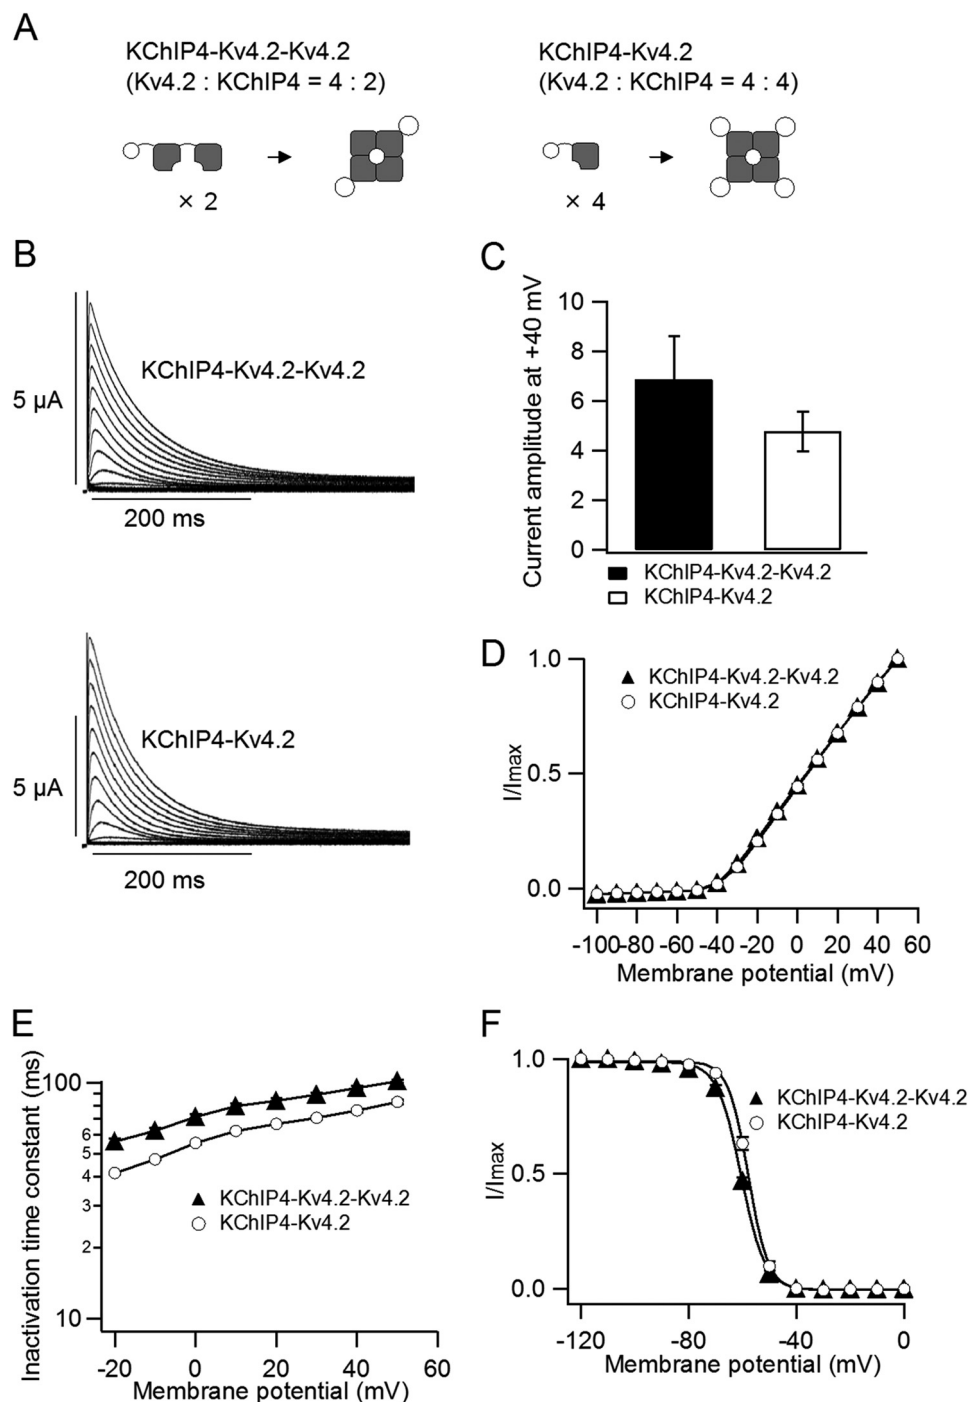 A
KChIP4-Kv4.2-Kv4.2
(Kv4.2 : KChIP4 = 4 : 2)
× 2
KChIP4-Kv4.2
(Kv4.2 : KChIP4 = 4 : 4)
× 4
B
KChIP4-Kv4.2-Kv4.2
5 µA
200 ms
KChIP4-Kv4.2
5 µA
200 ms
C
Current amplitude at +40 mV
10
8
6
4
2
0
KChIP4-Kv4.2-Kv4.2
KChIP4-Kv4.2
D
I/Imax
1.0
0.5
0.0
KChIP4-Kv4.2-Kv4.2
KChIP4-Kv4.2
-100 -80 -60 -40 -20 0 20 40 60
Membrane potential (mV)
E
Inactivation time constant (ms)
100
6
5
4
3
2
10
KChIP4-Kv4.2-Kv4.2
KChIP4-Kv4.2
-20 0 20 40 60
Membrane potential (mV)
F
I/Imax
1.0
0.5
0.0
KChIP4-Kv4.2-Kv4.2
KChIP4-Kv4.2
-120 -80 -40 0
Membrane potential (mV)